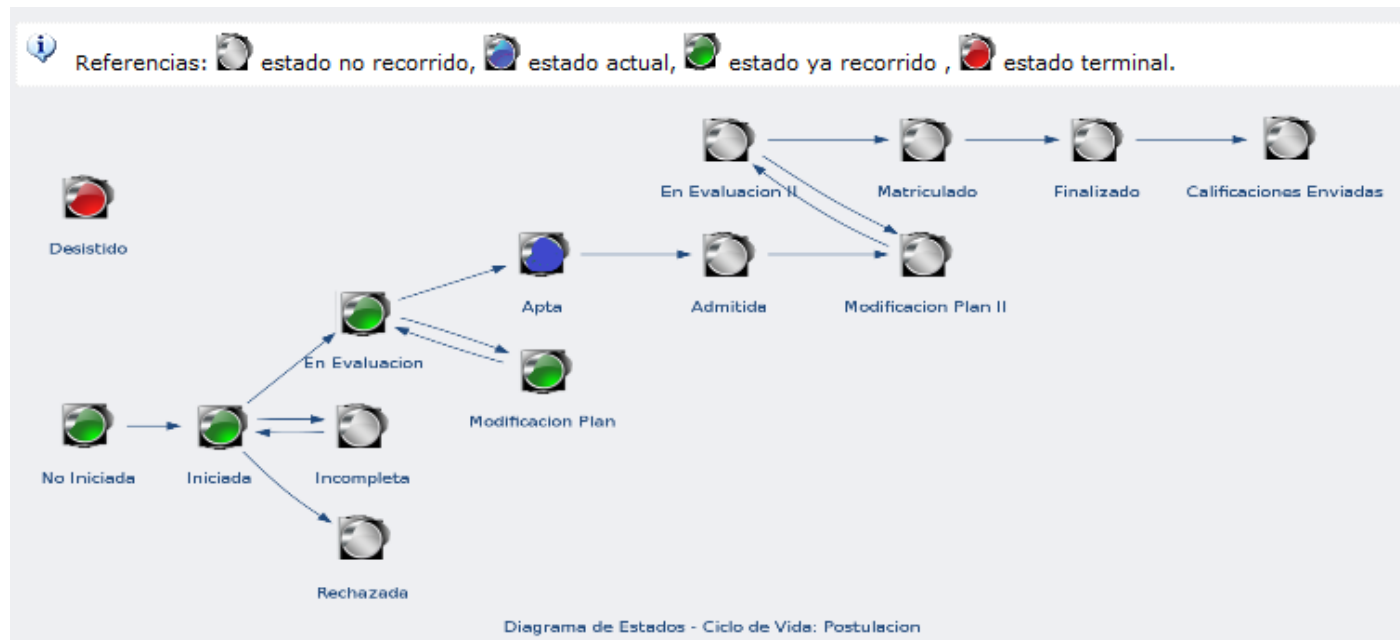 Referencias: estado no recorrido, estado actual, estado ya recorrido , estado terminal.
En Evaluacion II
Matriculado
Finalizado
Calificaciones Enviadas
Desistido
Apta
Admitida
Modificacion Plan II
En Evaluacion
Modificacion Plan
No Iniciada
Iniciada
Incompleta
Rechazada
Diagrama de Estados - Ciclo de Vida: Postulacion